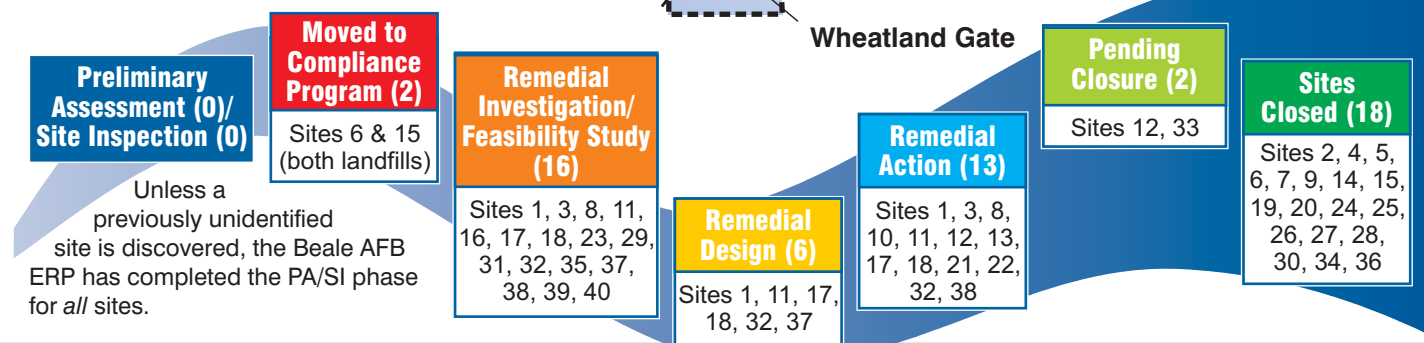 Wheatland Gate
Preliminary
Assessment (0)/
Site Inspection (0)
Unless a
previously unidentified
site is discovered, the Beale AFB
ERP has completed the PA/SI phase
for all sites.
Moved to
Compliance
Program (2)
Sites 6 & 15
(both landfills)
Remedial
Investigation/
Feasibility Study
(16)
Sites 1, 3, 8, 11,
16, 17, 18, 23, 29,
31, 32, 35, 37,
38, 39, 40
Remedial
Design (6)
Sites 1, 11, 17,
18, 32, 37
Remedial
Action (13)
Sites 1, 3, 8,
10, 11, 12, 13,
17, 18, 21, 22,
32, 38
Pending
Closure (2)
Sites 12, 33
Sites
Closed (18)
Sites 2, 4, 5,
6, 7, 9, 14, 15,
19, 20, 24, 25,
26, 27, 28,
30, 34, 36